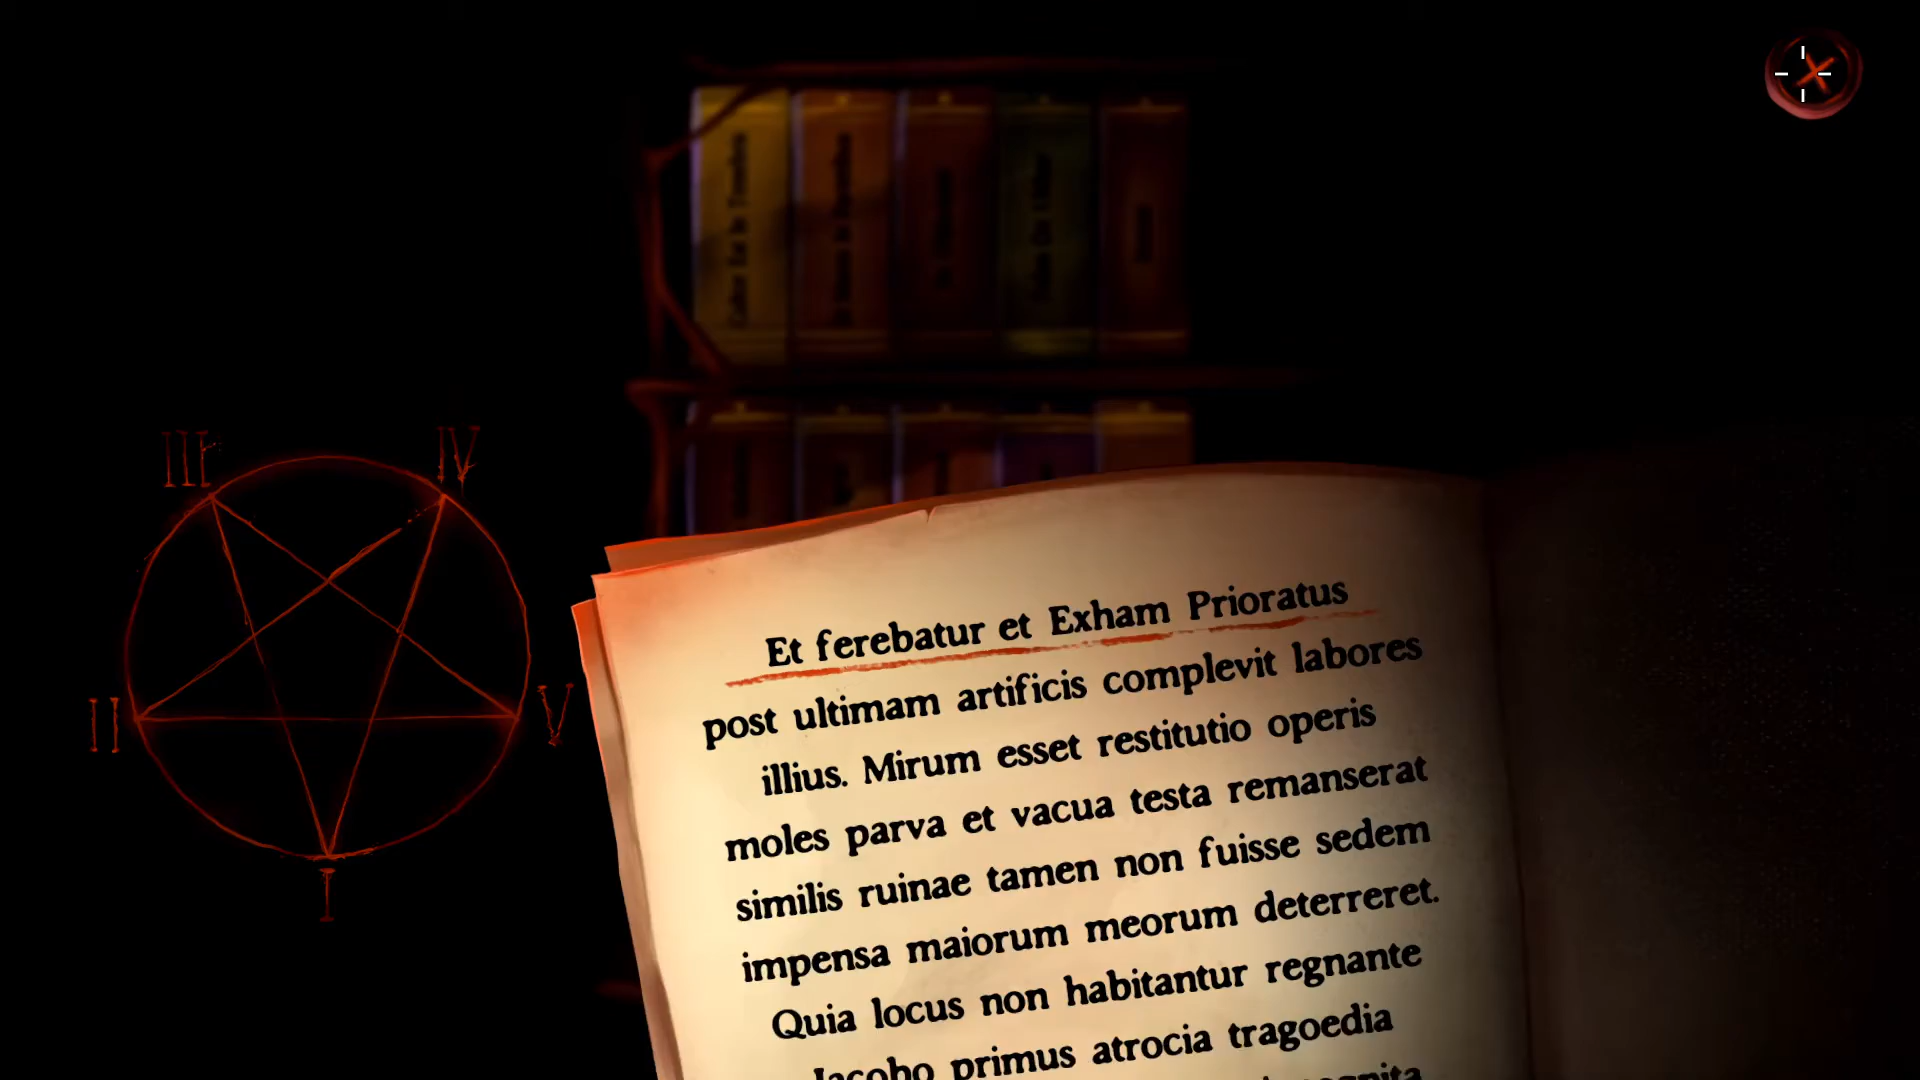 III
IV
II
V
I
Et ferebatur et Exham Prioratus
post ultimam artificis complevit labores
illius. Mirum esset restitutio operis
moles parva et vacua testa remanserat
similis ruinae tamen non fuisse sedem
impensa maiorum meorum deterreret.
Quia locus non habitantur regnante
Jacobo primus atrocia tragoedia